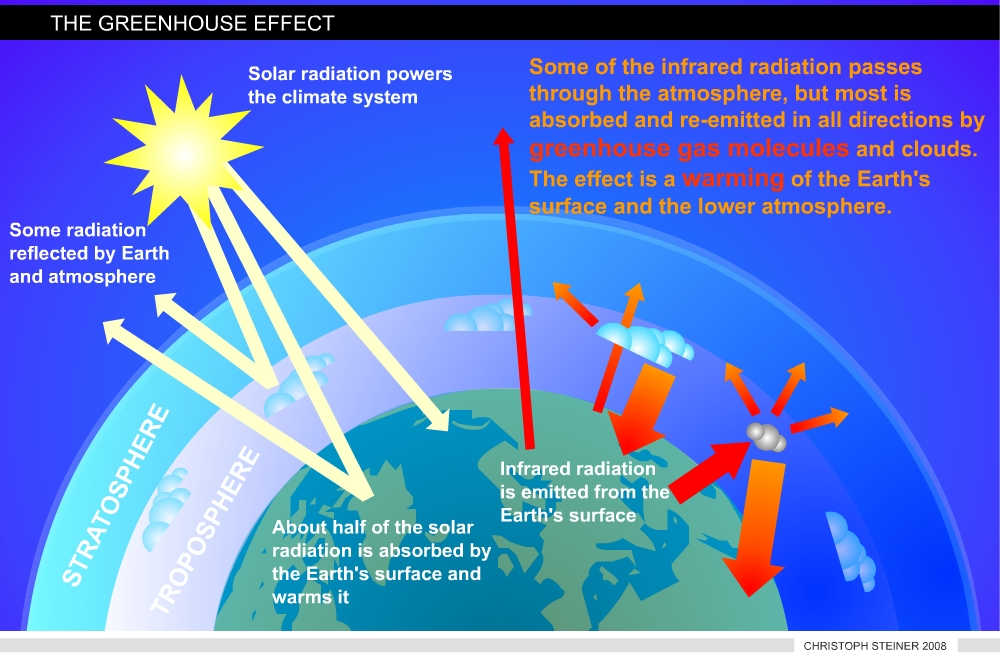 THE GREENHOUSE EFFECT
Solar radiation powers
the climate system
Some of the infrared radiation passes
through the atmosphere, but most is
absorbed and re-emitted in all directions by
greenhouse gas molecules and clouds.
The effect is a warming of the Earth's
surface and the lower atmosphere.
Some radiation
reflected by Earth
and atmosphere
STRATOSPHERE
TROPOSPHERE
Infrared radiation
is emitted from the
Earth's surface
About half of the solar
radiation is absorbed by
the Earth's surface and
warms it
CHRISTOPH STEINER 2008